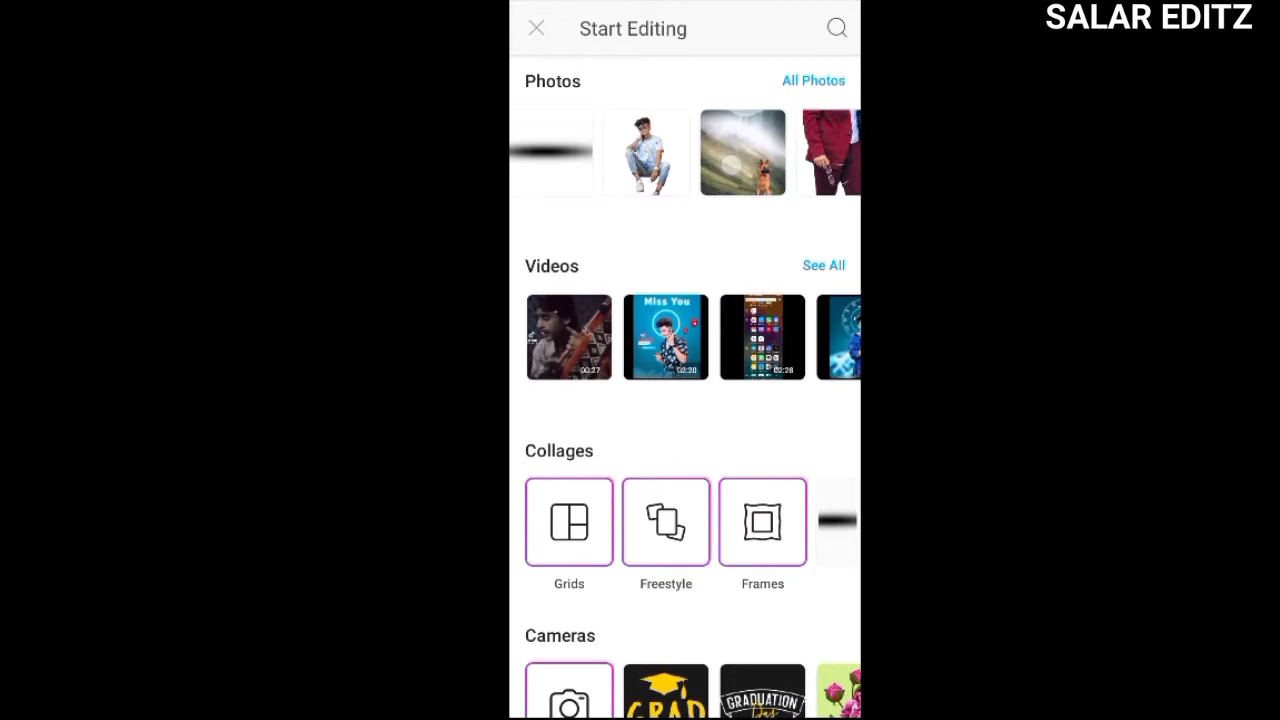 SALAR EDITZ
Start Editing
Photos
All Photos
Videos
See All
Miss You
00:27
02:20
02:28
Collages
Grids
Freestyle
Frames
Cameras
GRAD
GRADUATION